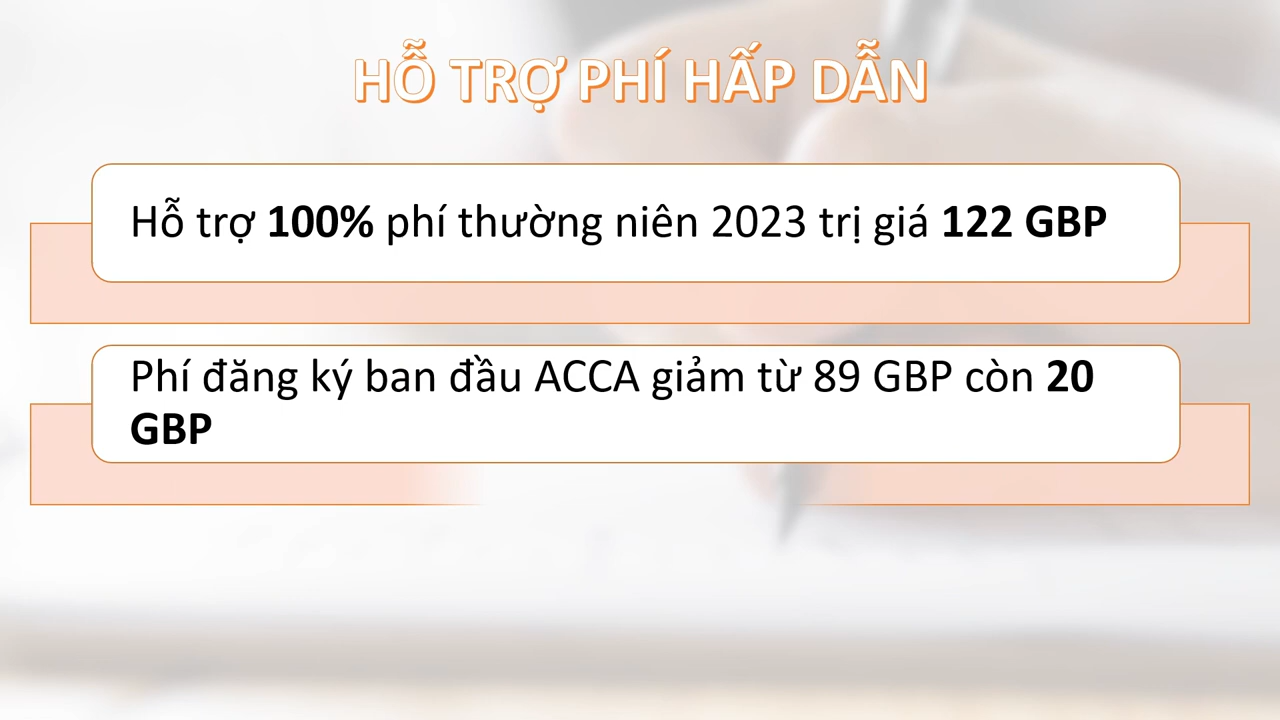 HỖ TRỢ PHÍ HẤP DẪN
Hỗ trợ 100% phí thường niên 2023 trị giá 122 GBP
Phí đăng ký ban đầu ACCA giảm từ 89 GBP còn 20
GBP